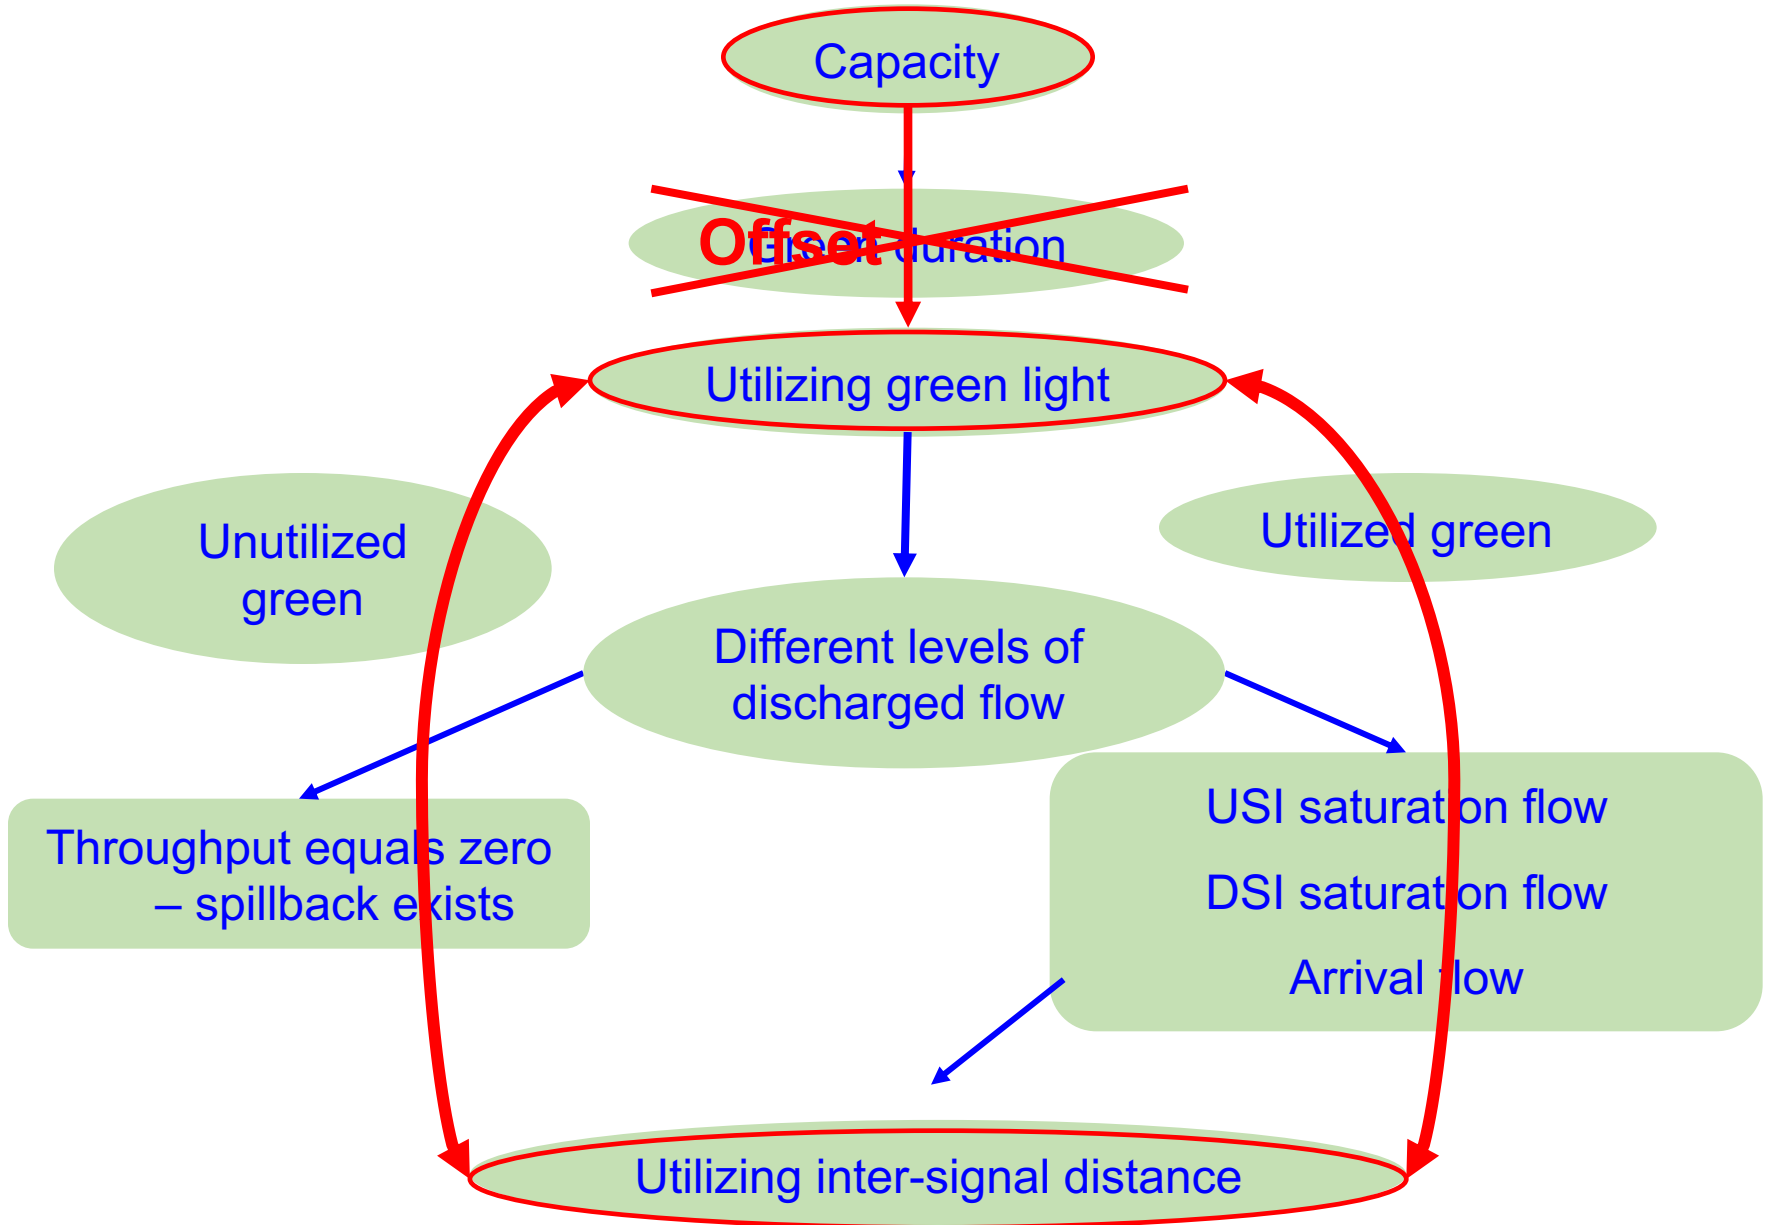 Capacity
Offset
Green duration
Utilizing green light
Unutilized
green
Utilized green
Different levels of
discharged flow
Throughput equals zero
– spillback exists
USI saturation flow
DSI saturation flow
Arrival flow
Utilizing inter-signal distance